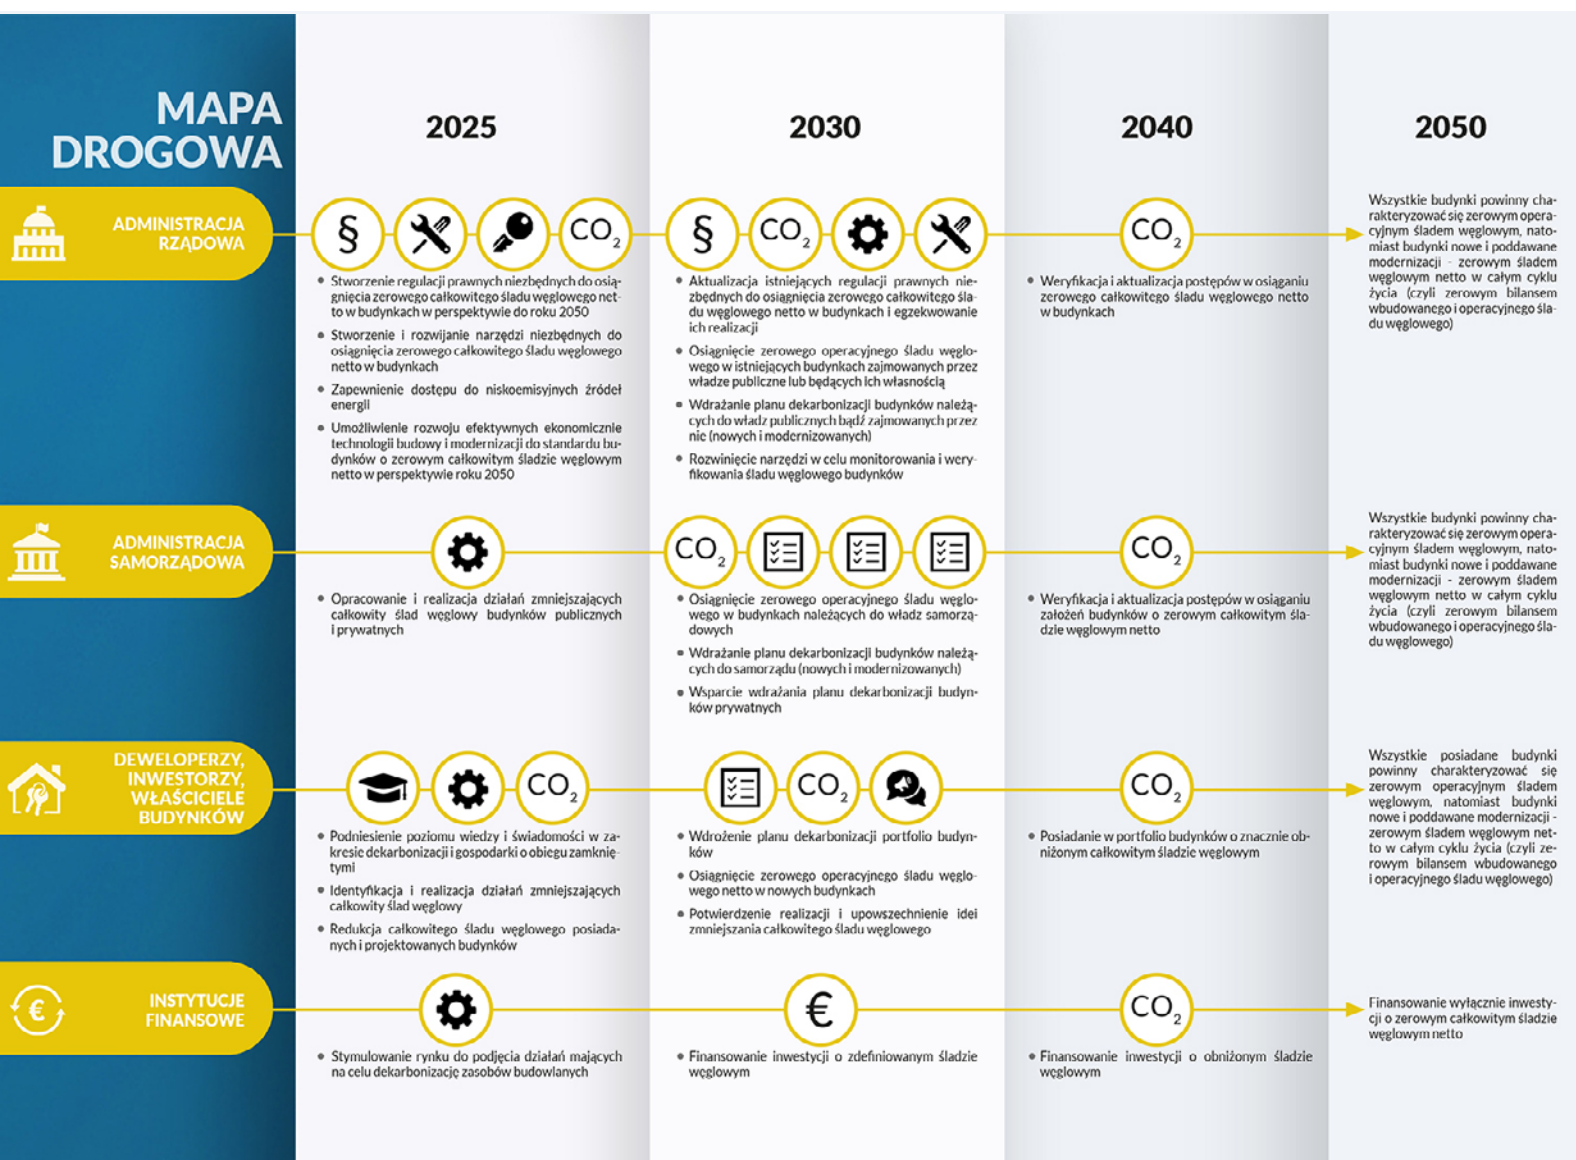 MAPA
DROGOWA
2025
2030
2040
2050
ADMINISTRACJA
RZĄDOWA
§
CO2
• Stworzenie regulacji prawnych niezbędnych do osią-
gnięcia zerowego całkowitego śladu węglowego net-
to w budynkach w perspektywie do roku 2050
• Stworzenie i rozwijanie narzędzi niezbędnych do
osiągnięcia zerowego całkowitego śladu węglowego
netto w budynkach
• Zapewnienie dostępu do niskoemisyjnych źródeł
energii
• Umożliwienie rozwoju efektywnych ekonomicznie
technologii budowy i modernizacji do standardu bu-
dynków o zerowym całkowitym śladzie węglowym
netto w perspektywie roku 2050
§
CO2
• Aktualizacja istniejących regulacji prawnych nie-
zbędnych do osiągnięcia zerowego całkowitego śla-
du węglowego netto w budynkach i egzekwowanie
ich realizacji
• Osiągnięcie zerowego operacyjnego śladu węglo-
wego w istniejących budynkach zajmowanych przez
władze publiczne lub będących ich własnością
• Wdrażanie planu dekarbonizacji budynków należą-
cych do władz publicznych bądź zajmowanych przez
nie (nowych i modernizowanych)
• Rozwinięcie narzędzi w celu monitorowania i wery-
fikowania śladu węglowego budynków
CO2
• Weryfikacja i aktualizacja postępów w osiąganiu
zerowego całkowitego śladu węglowego netto
w budynkach
Wszystkie budynki powinny cha-
rakteryzować się zerowym opera-
cyjnym śladem węglowym, nato-
miast budynki nowe i poddawane
modernizacji - zerowym śladem
węglowym netto w całym cyklu
życia (czyli zerowym bilansem
wbudowanego i operacyjnego śla-
du węglowego)
ADMINISTRACJA
SAMORZĄDOWA
• Opracowanie i realizacja działań zmniejszających
całkowity ślad węglowy budynków publicznych
i prywatnych
CO2
• Osiągnięcie zerowego operacyjnego śladu węglo-
wego w budynkach należących do władz samorzą-
dowych
• Wdrażanie planu dekarbonizacji budynków należą-
cych do samorządu (nowych i modernizowanych)
• Wsparcie wdrażania planu dekarbonizacji budyn-
ków prywatnych
CO2
• Weryfikacja i aktualizacja postępów w osiąganiu
założeń budynków o zerowym całkowitym śla-
dzie węglowym netto
Wszystkie budynki powinny cha-
rakteryzować się zerowym opera-
cyjnym śladem węglowym, nato-
miast budynki nowe i poddawane
modernizacji - zerowym śladem
węglowym netto w całym cyklu
życia (czyli zerowym bilansem
wbudowanego i operacyjnego śla-
du węglowego)
DEWELOPERZY,
INWESTORZY,
WŁAŚCICIELE
BUDYNKÓW
CO2
• Podniesienie poziomu wiedzy i świadomości w za-
kresie dekarbonizacji i gospodarki o obiegu zamknię-
tymi
• Identyfikacja i realizacja działań zmniejszających
całkowity ślad węglowy
• Redukcja całkowitego śladu węglowego posiada-
nych i projektowanych budynków
CO2
• Wdrożenie planu dekarbonizacji portfolio budyn-
ków
• Osiągnięcie zerowego operacyjnego śladu węglo-
wego netto w nowych budynkach
• Potwierdzenie realizacji i upowszechnienie idei
zmniejszania całkowitego śladu węglowego
CO2
• Posiadanie w portfolio budynków o znacznie ob-
niżonym całkowitym śladzie węglowym
Wszystkie posiadane budynki
powinny charakteryzować się
zerowym operacyjnym śladem
węglowym, natomiast budynki
nowe i poddawane modernizacji -
zerowym śladem węglowym net-
to w całym cyklu życia (czyli ze-
rowym bilansem wbudowanego
i operacyjnego śladu węglowego)
€
INSTYTUCJE
FINANSOWE
• Stymulowanie rynku do podjęcia działań mających
na celu dekarbonizację zasobów budowlanych
€
• Finansowanie inwestycji o zdefiniowanym śladzie
węglowym
CO2
• Finansowanie inwestycji o obniżonym śladzie
węglowym
Finansowanie wyłącznie inwesty-
cji o zerowym całkowitym śladzie
węglowym netto